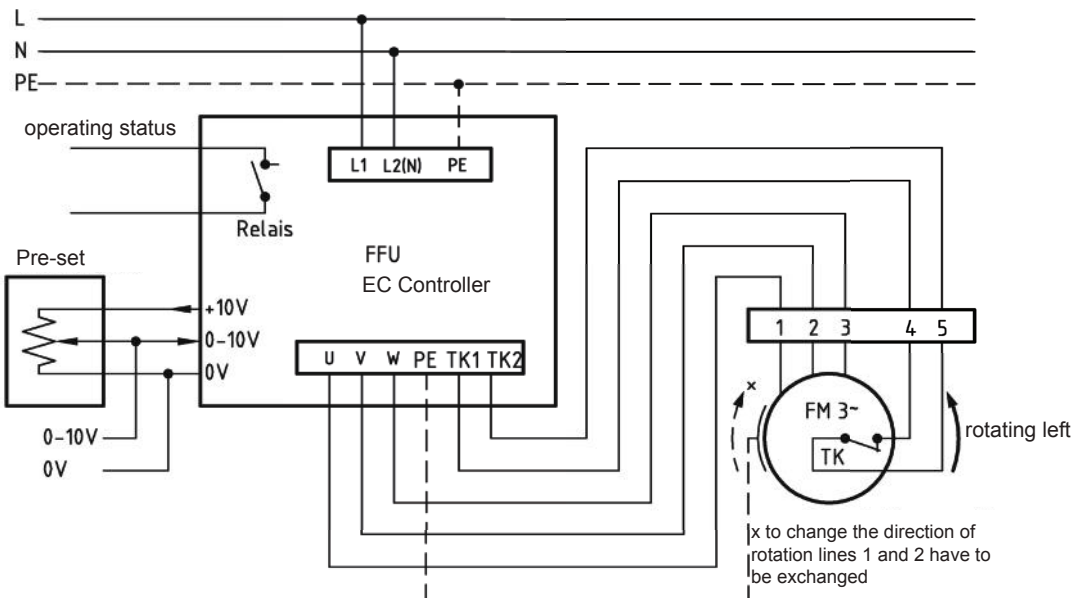 L
N
PE
operating status
L1 L2(N) PE
Relais
FFU
EC Controller
Pre-set
+10V
0-10V
0V
U V W PE TK1 TK2
0-10V
0V
1 2 3 4 5
x
FM 3~
TK
rotating left
x to change the direction of
rotation lines 1 and 2 have to
be exchanged